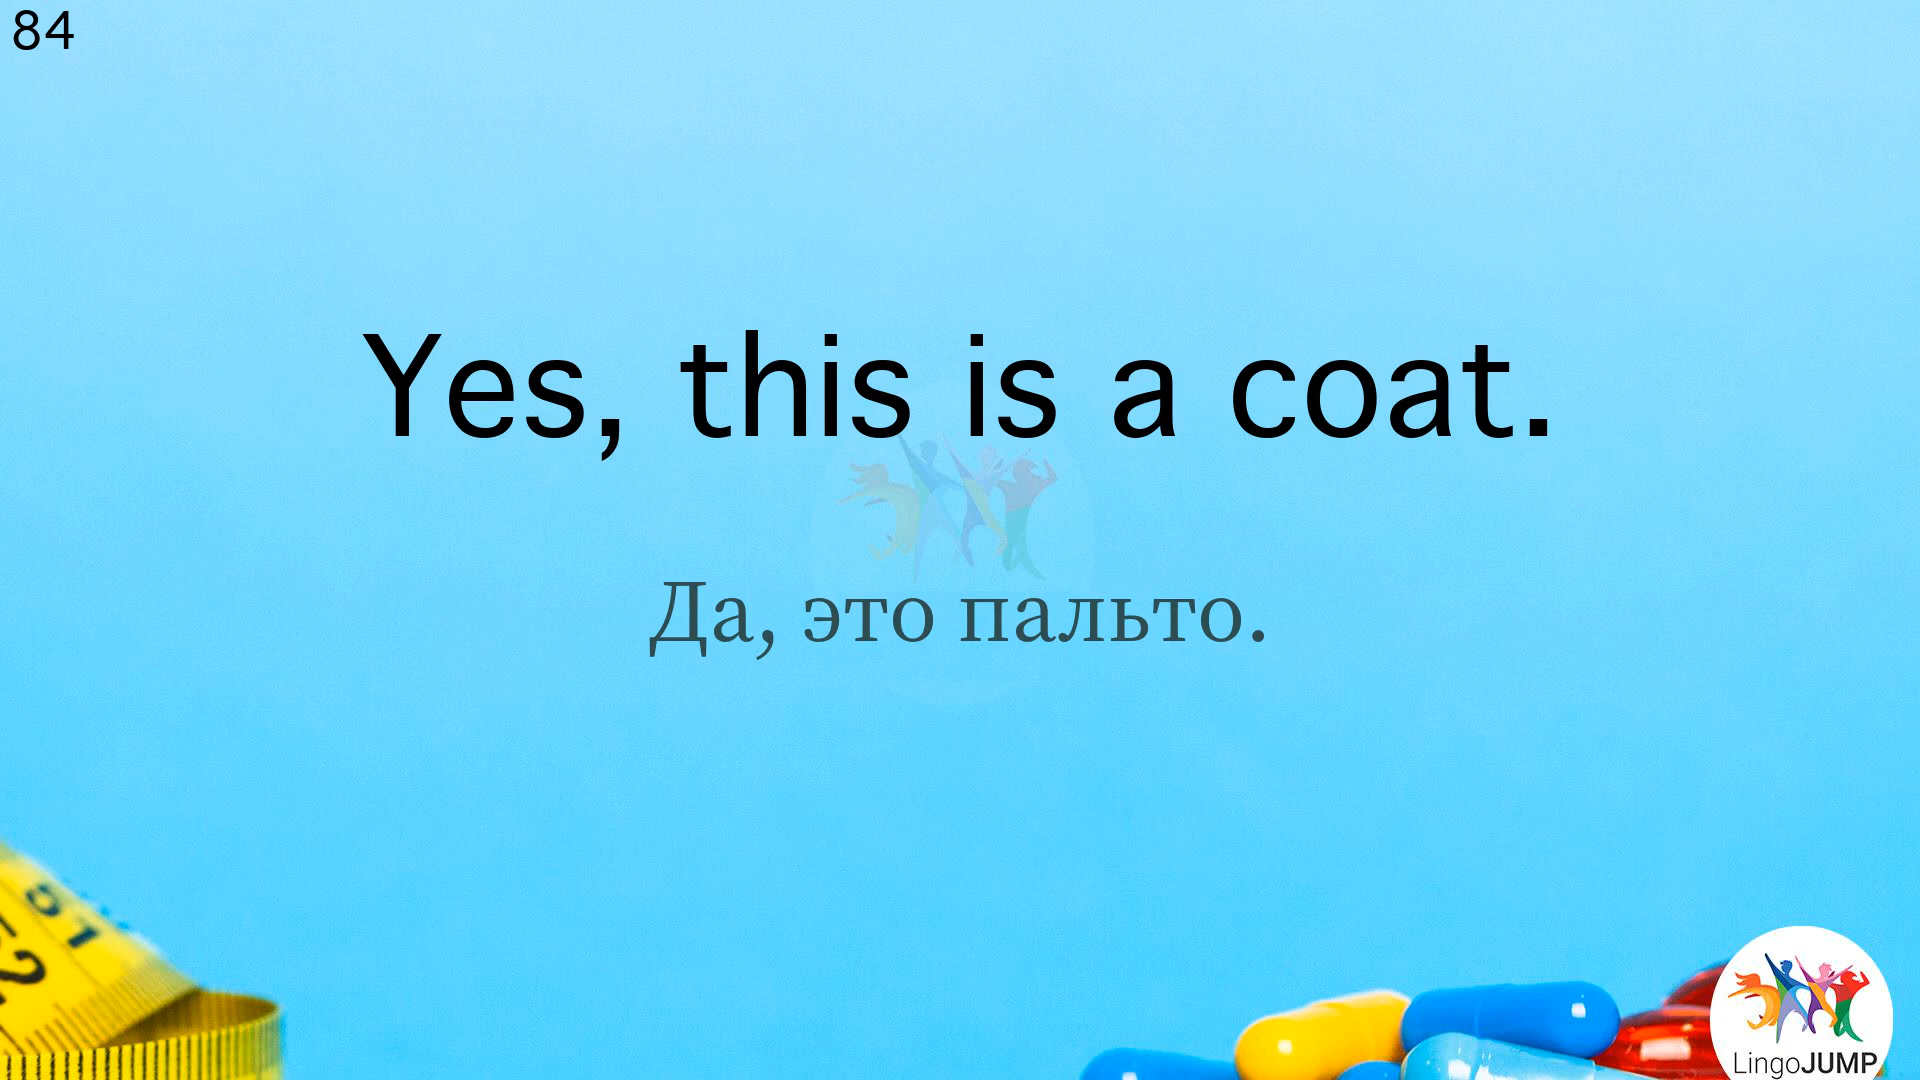 84
Yes, this is a coat.
Да, это пальто.
LingoJUMP